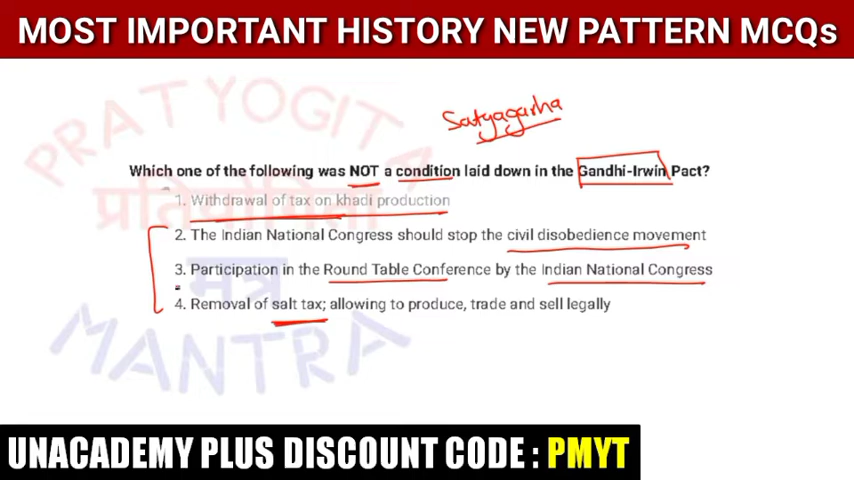 MOST IMPORTANT HISTORY NEW PATTERN MCQs
PRATYOGITA
Satyagarha
Which one of the following was NOT a condition laid down in the Gandhi-Irwin Pact?
प्रतियोगिता
1. Withdrawal of tax on khadi production
2. The Indian National Congress should stop the civil disobedience movement
3. Participation in the Round Table Conference by the Indian National Congress
मंत्र
4. Removal of salt tax; allowing to produce, trade and sell legally
MANTRA
UNACADEMY PLUS DISCOUNT CODE : PMYT